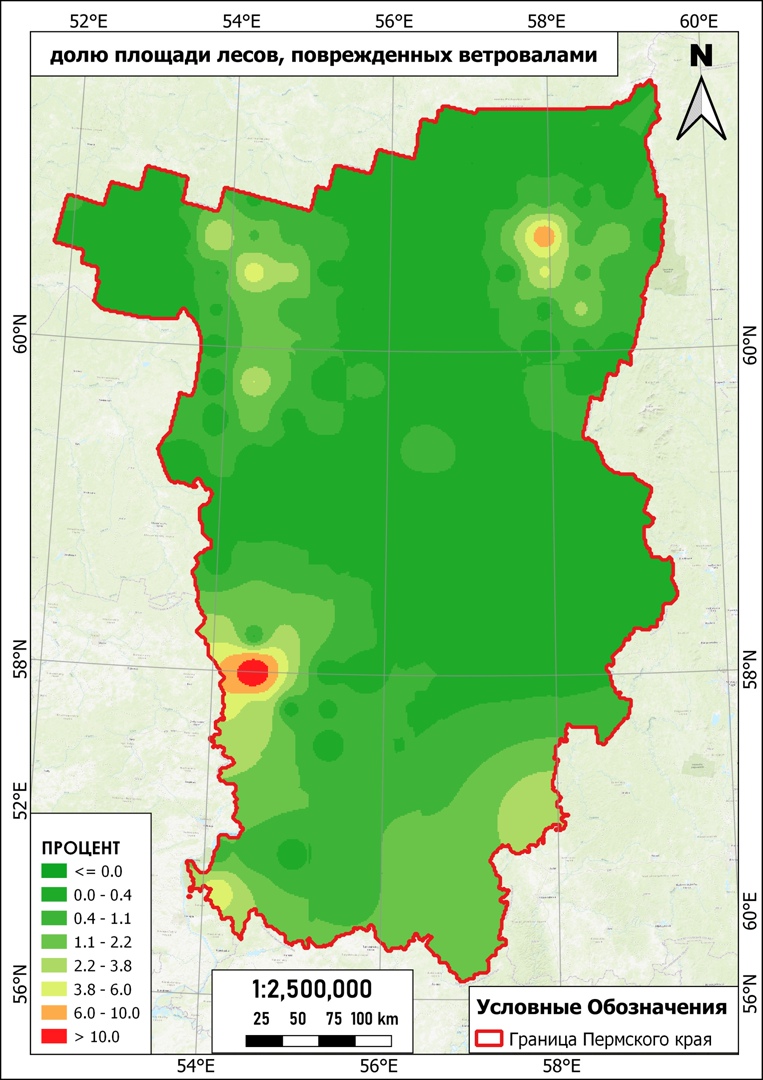 52°E 54°E 56°E 58°E 60°E
долю площади лесов, поврежденных ветровалами
N
60°N
60°N
58°N
58°N
52°E
60°E
56°N
56°N
ПРОЦЕНТ
<= 0.0
0.0 - 0.4
0.4 - 1.1
1.1 - 2.2
2.2 - 3.8
3.8 - 6.0
6.0 - 10.0
> 10.0
1:2,500,000
25 50 75 100 km
Условные Обозначения
Граница Пермского края
54°E 56°E 58°E